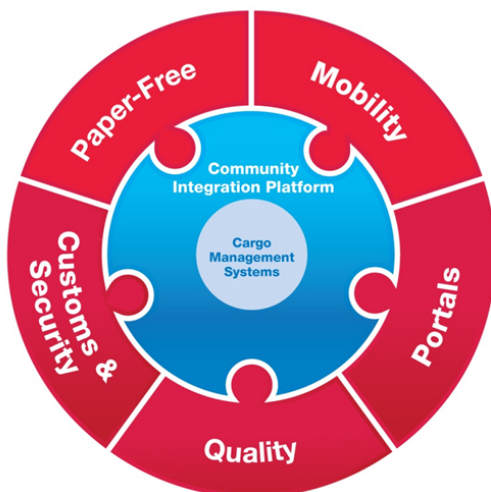 Paper-Free
Mobility
Community
Integration Platform
Cargo
Management
Systems
Customs &
Security
Portals
Quality